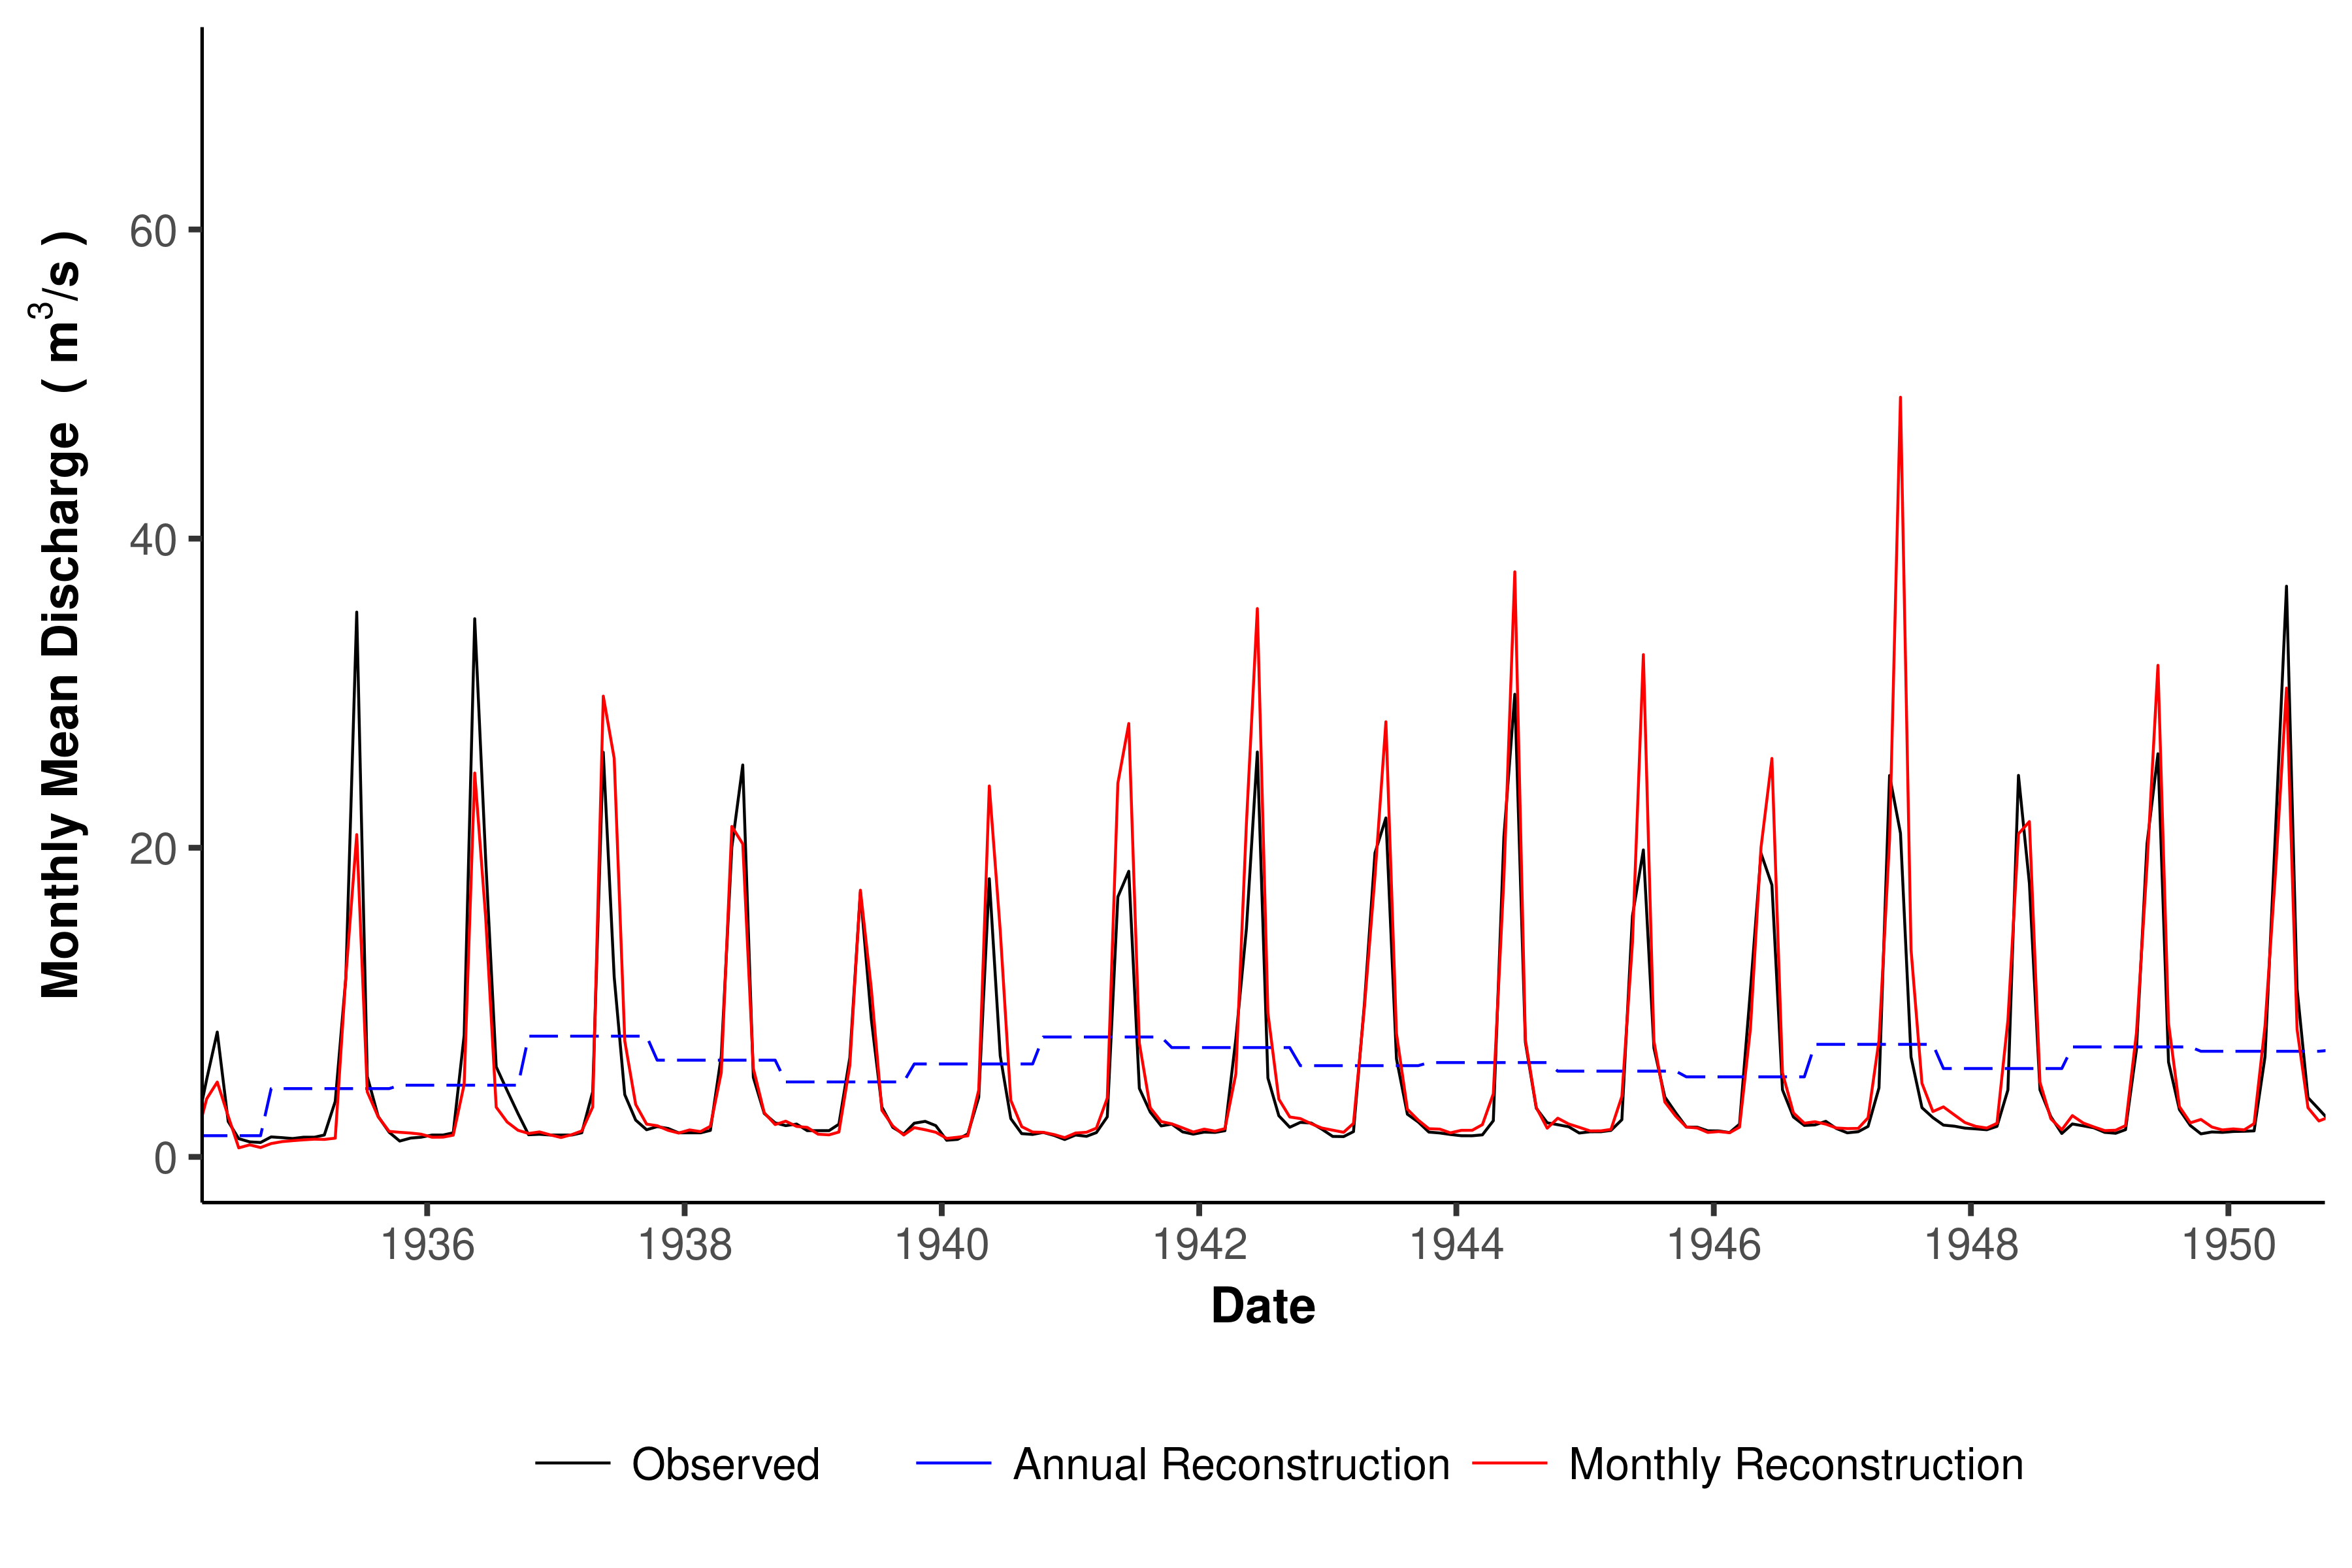 Monthly Mean Discharge ( m³/s )
60
40
20
0
1936 1938 1940 1942 1944 1946 1948 1950
Date
Observed Annual Reconstruction Monthly Reconstruction